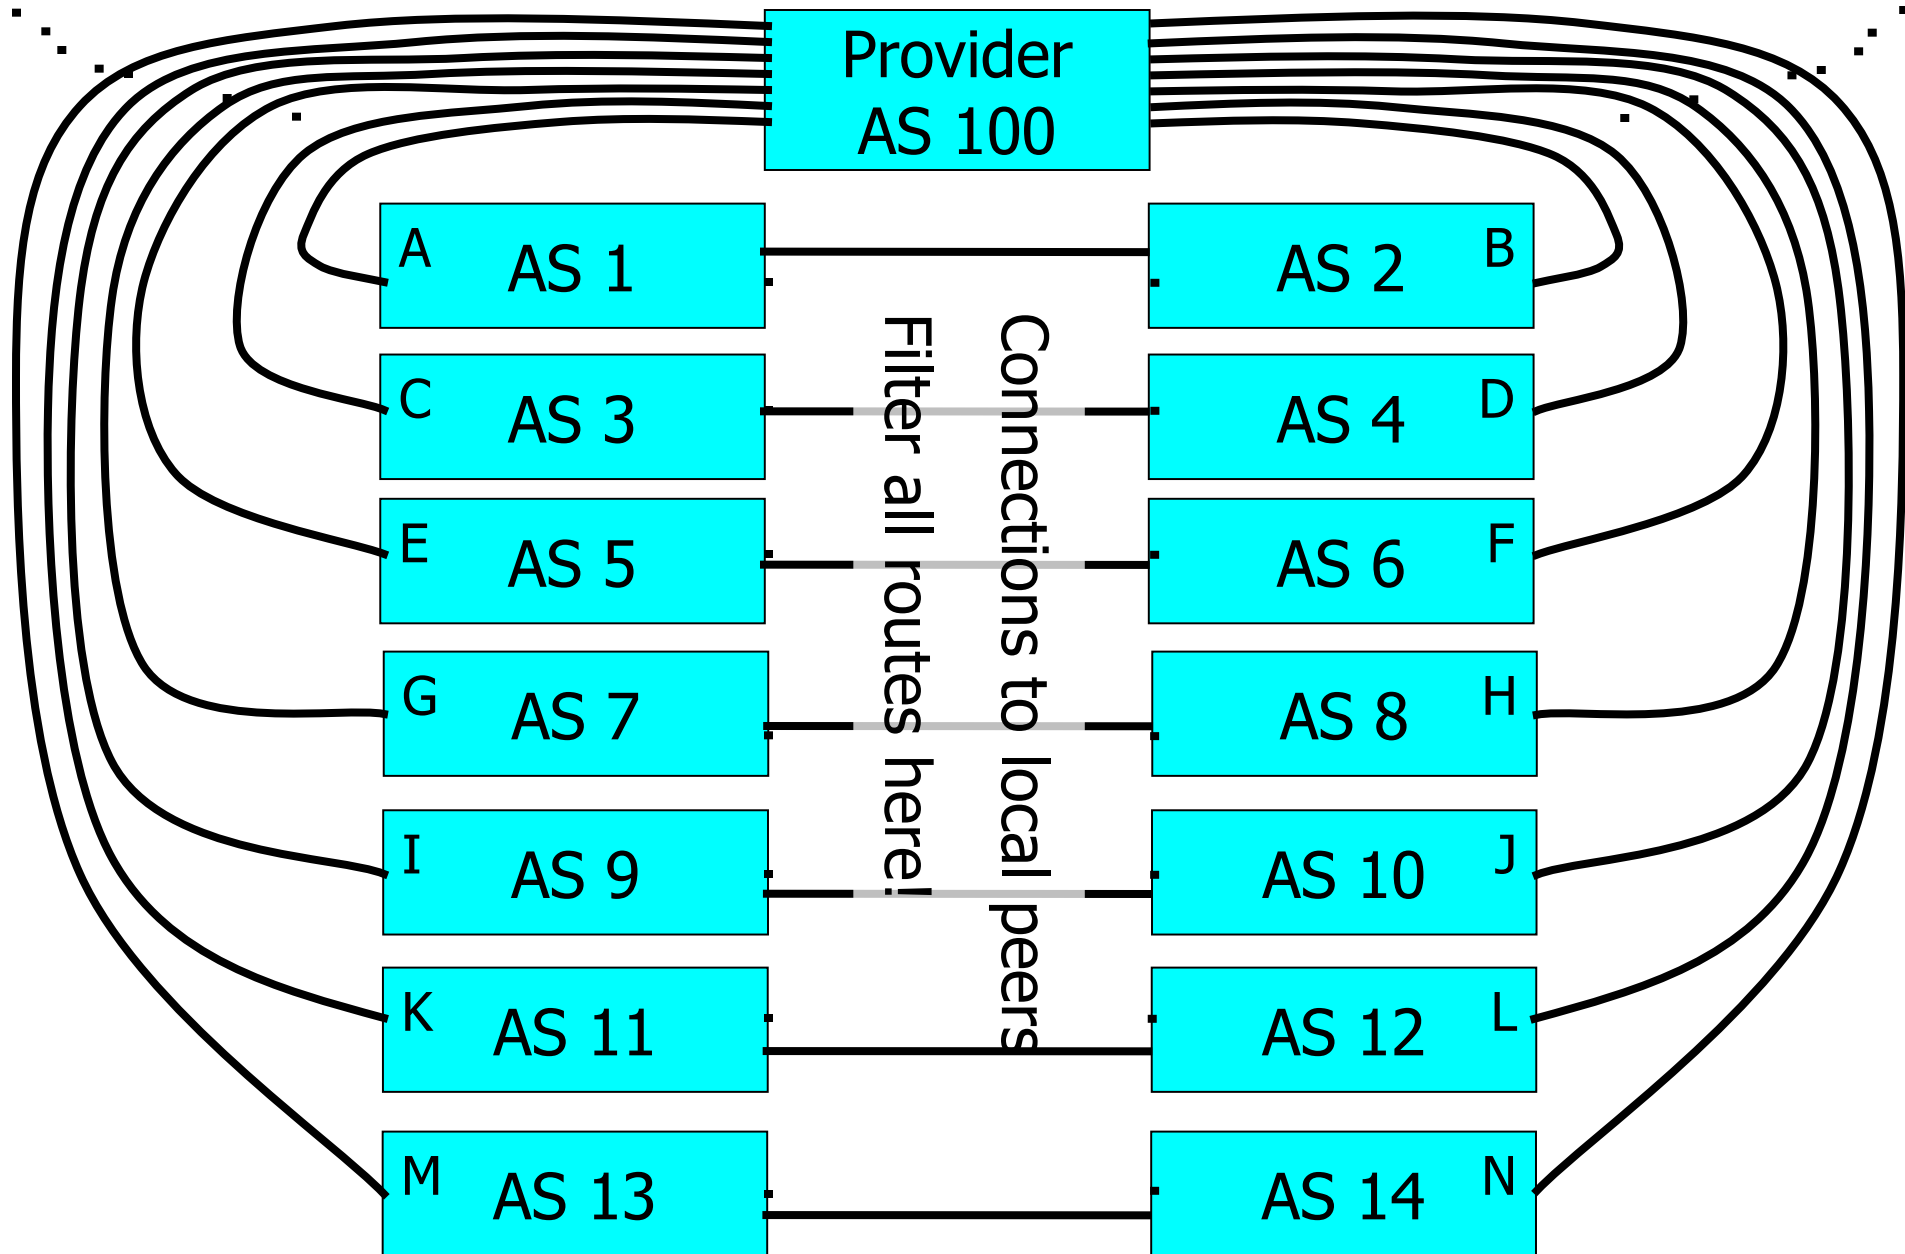 Provider
AS 100
A
AS 1
AS 2
B
C
AS 3
AS 4
D
E
AS 5
AS 6
F
G
AS 7
AS 8
H
I
AS 9
AS 10
J
K
AS 11
AS 12
L
M
AS 13
AS 14
N
Connections to local peers
Filter all routes here!